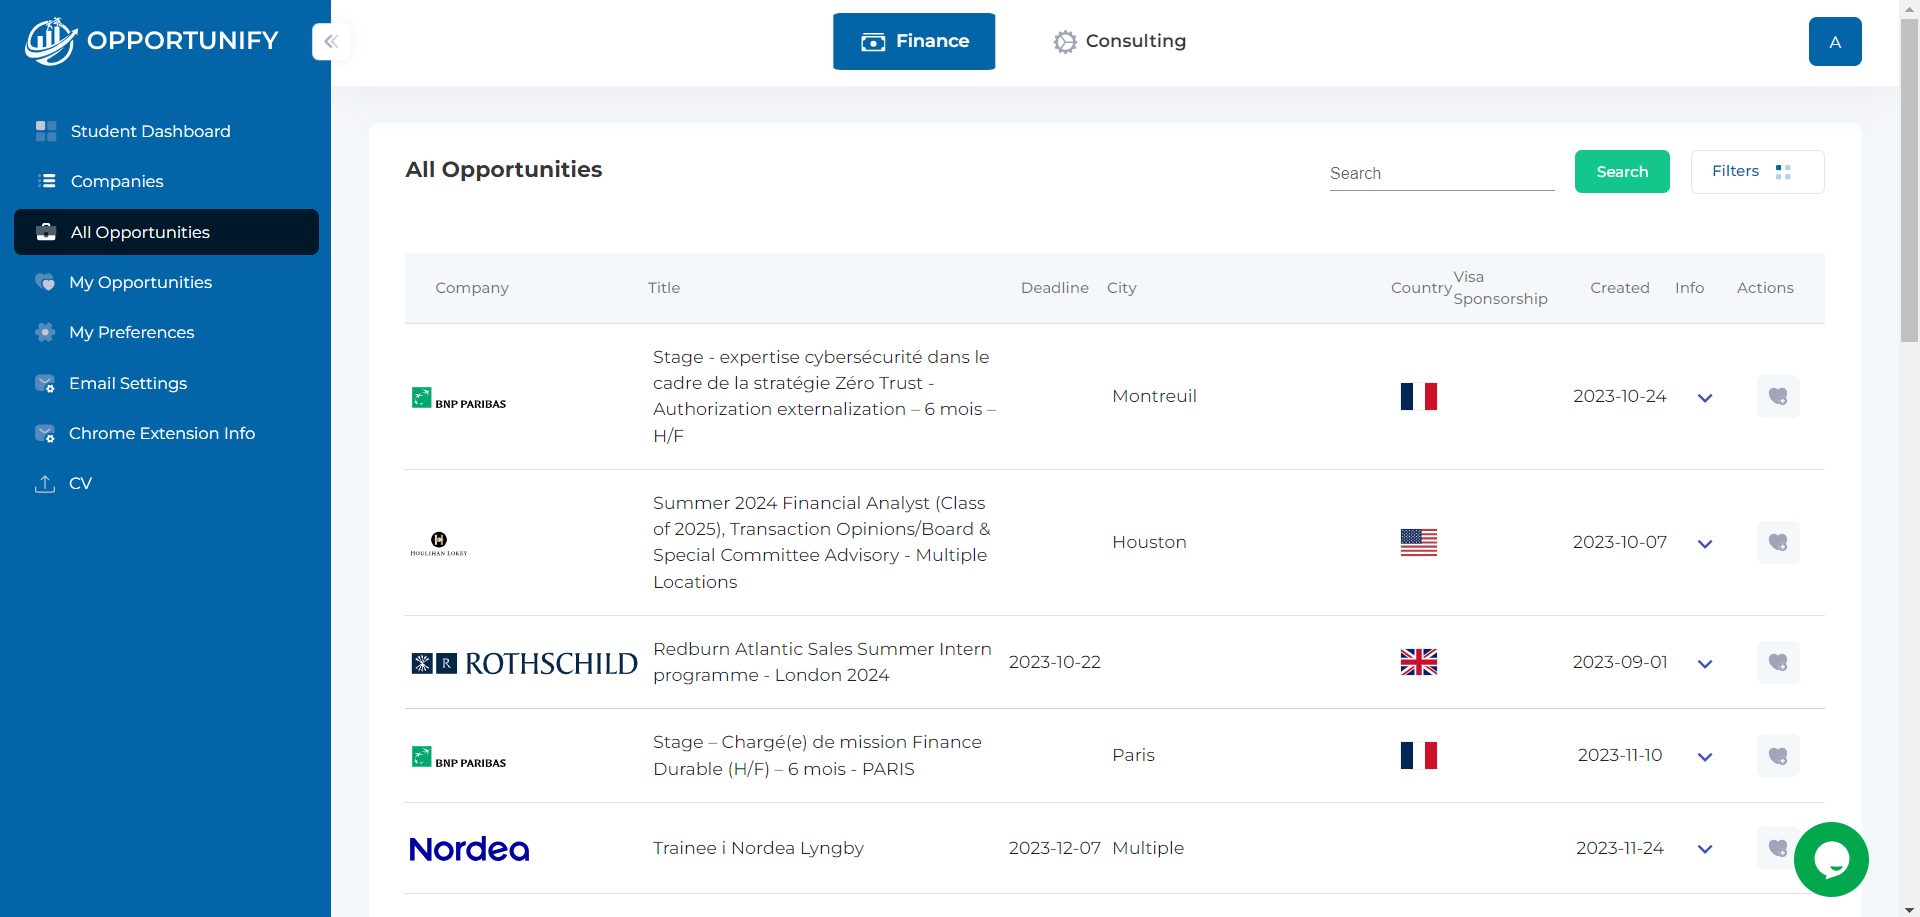 OPPORTUNIFY
Finance
Consulting
A
Student Dashboard
Companies
All Opportunities
My Opportunities
My Preferences
Email Settings
Chrome Extension Info
CV
All Opportunities
Search
Search
Filters
Company
Title
Deadline
City
Country
Visa
Sponsorship
Created
Info
Actions
BNP PARIBAS
Stage - expertise cybersécurité dans le
cadre de la stratégie Zéro Trust -
Authorization externalization – 6 mois –
H/F
Montreuil
2023-10-24
HOULIHAN LOKEY
Summer 2024 Financial Analyst (Class
of 2025), Transaction Opinions/Board &
Special Committee Advisory - Multiple
Locations
Houston
2023-10-07
R ROTHSCHILD
Redburn Atlantic Sales Summer Intern
programme - London 2024
2023-10-22
2023-09-01
BNP PARIBAS
Stage – Chargé(e) de mission Finance
Durable (H/F) – 6 mois - PARIS
Paris
2023-11-10
Nordea
Trainee i Nordea Lyngby
2023-12-07
Multiple
2023-11-24